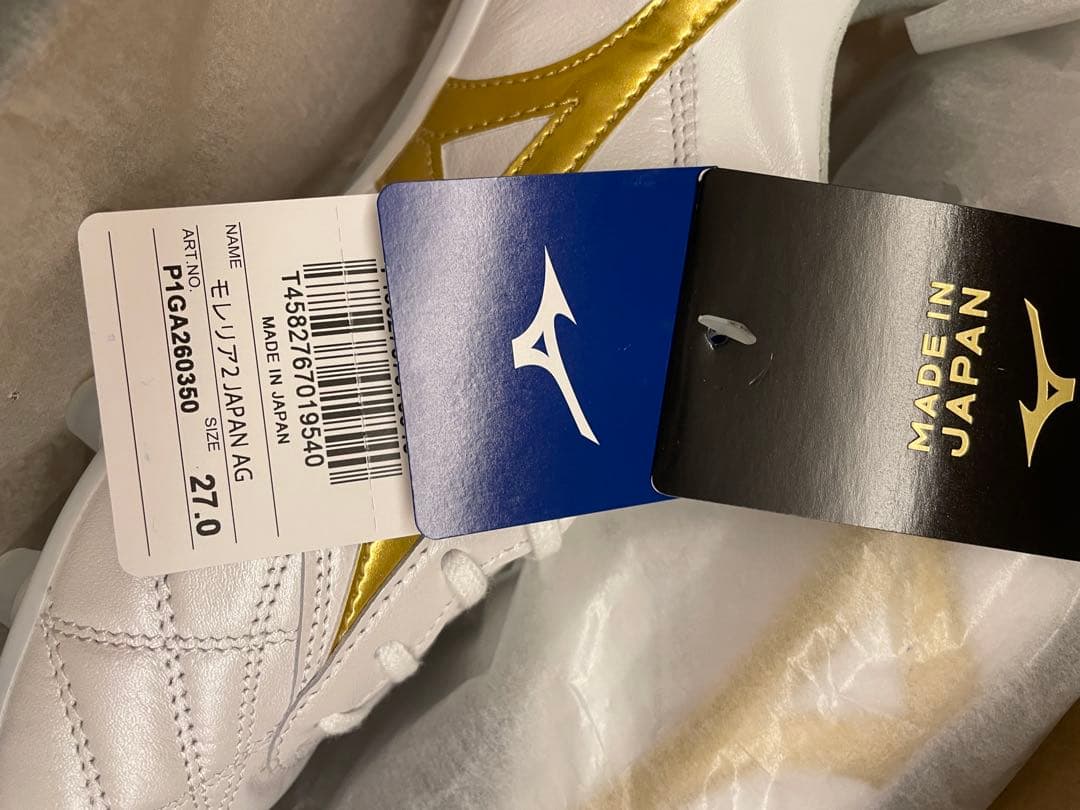 NAME モレリア2 JAPAN AG
ART.NO. SIZE
P1GA260350 27.0
T4582767019540
MADE IN JAPAN
MADE IN
JAPAN